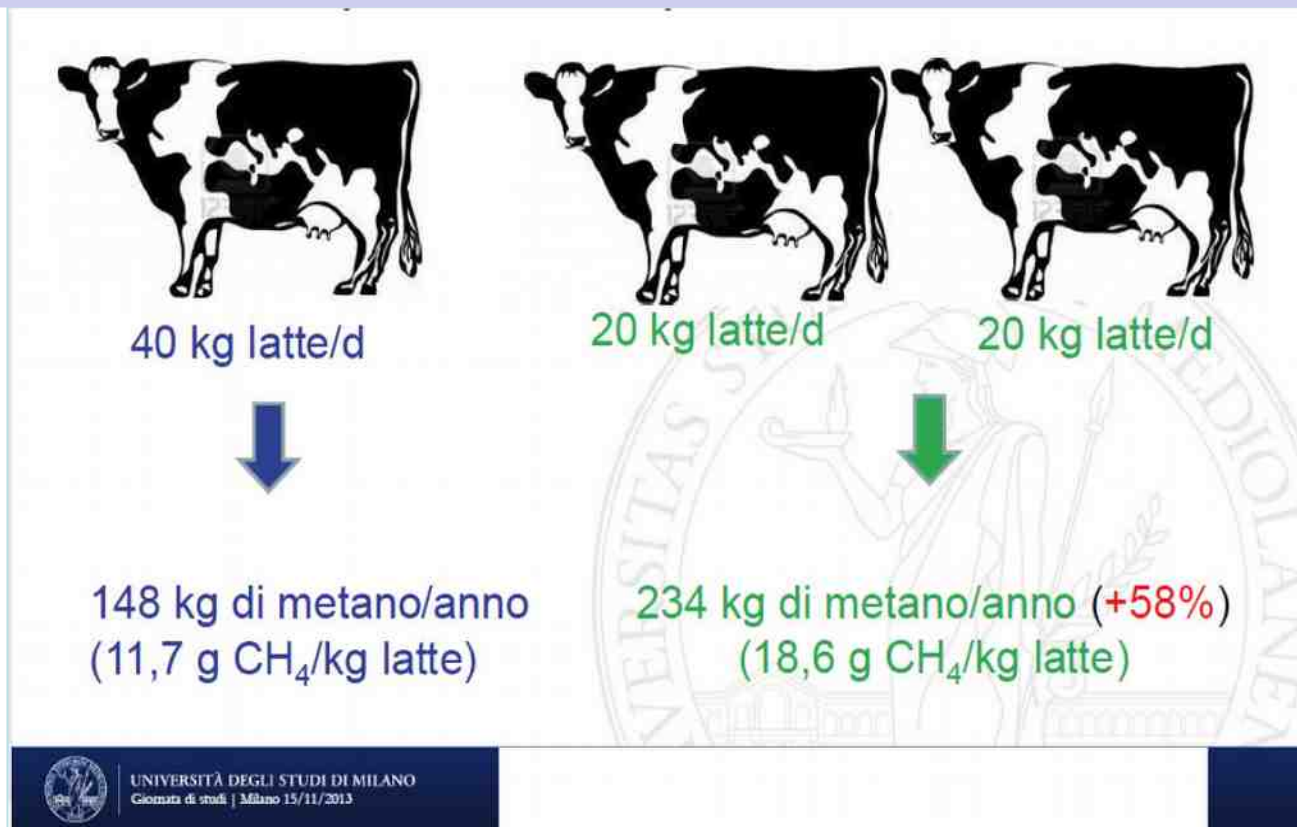 40 kg latte/d
20 kg latte/d
20 kg latte/d
148 kg di metano/anno
(11,7 g CH₄/kg latte)
234 kg di metano/anno (+58%)
(18,6 g CH₄/kg latte)
UNIVERSITÀ DEGLI STUDI DI MILANO
Giornata di studi | Milano 15/11/2013